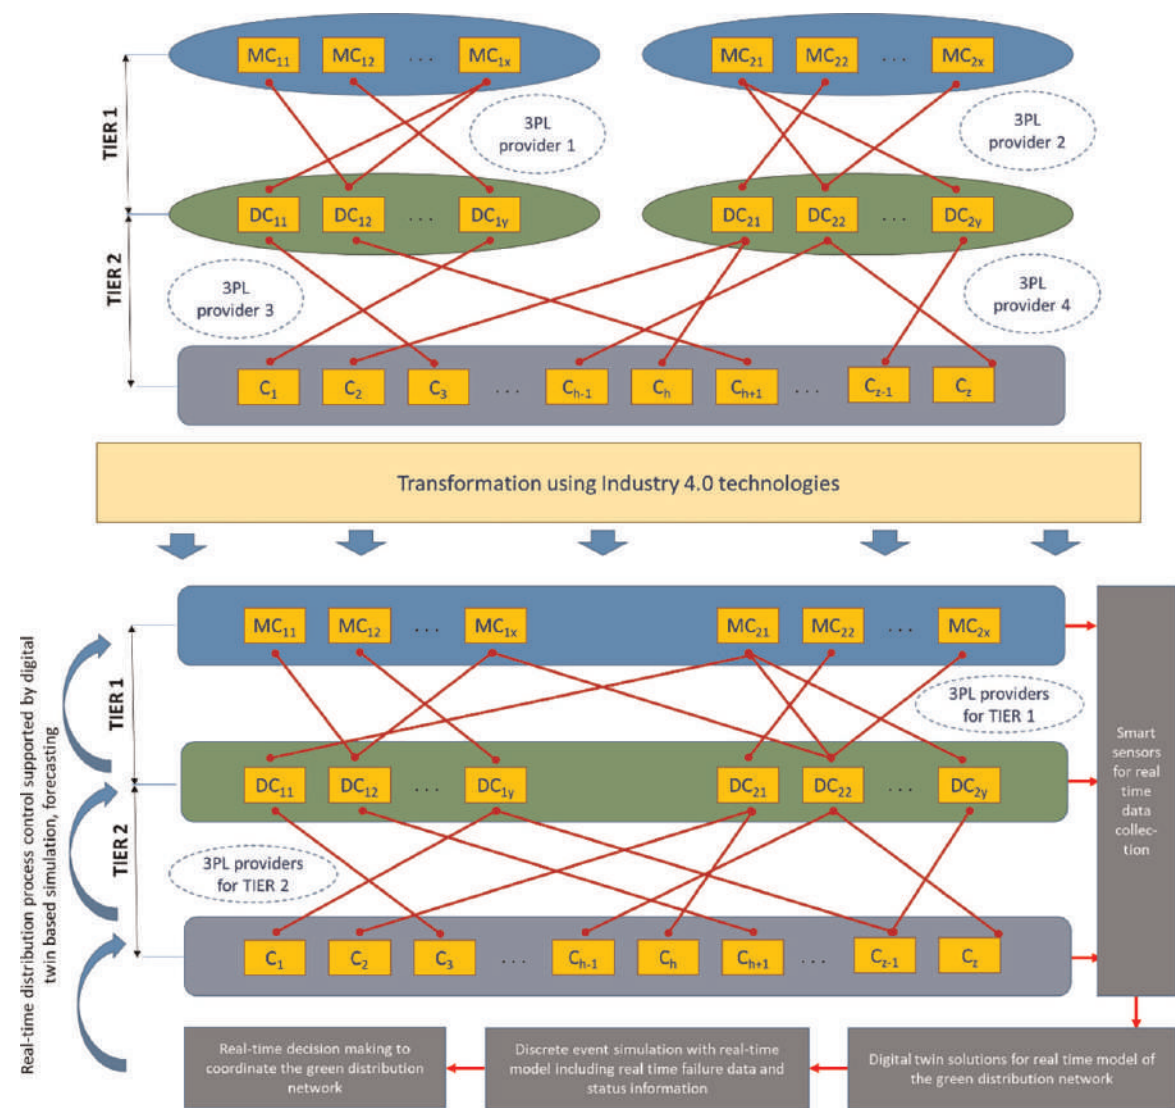 MC11 MC12 ... MC1x MC21 MC22 ... MC2x
TIER 1
3PL
provider 1
3PL
provider 2
DC11 DC12 ... DC1y DC21 DC22 ... DC2y
TIER 2
3PL
provider 3
3PL
provider 4
C1 C2 C3 ... Ch-1 Ch Ch+1 ... Cz-1 Cz
Transformation using Industry 4.0 technologies
Real-time distribution process control supported by digital
twin based simulation, forecasting
MC11 MC12 ... MC1x MC21 MC22 ... MC2x
TIER 1
3PL providers
for TIER 1
DC11 DC12 ... DC1y DC21 DC22 ... DC2y
TIER 2
3PL providers
for TIER 2
C1 C2 C3 ... Ch-1 Ch Ch+1 ... Cz-1 Cz
Smart
sensors
for real
time
data
collec-
tion
Digital twin solutions for real time model of
the green distribution network
Discrete event simulation with real-time
model including real time failure data and
status information
Real-time decision making to
coordinate the green distribution
network